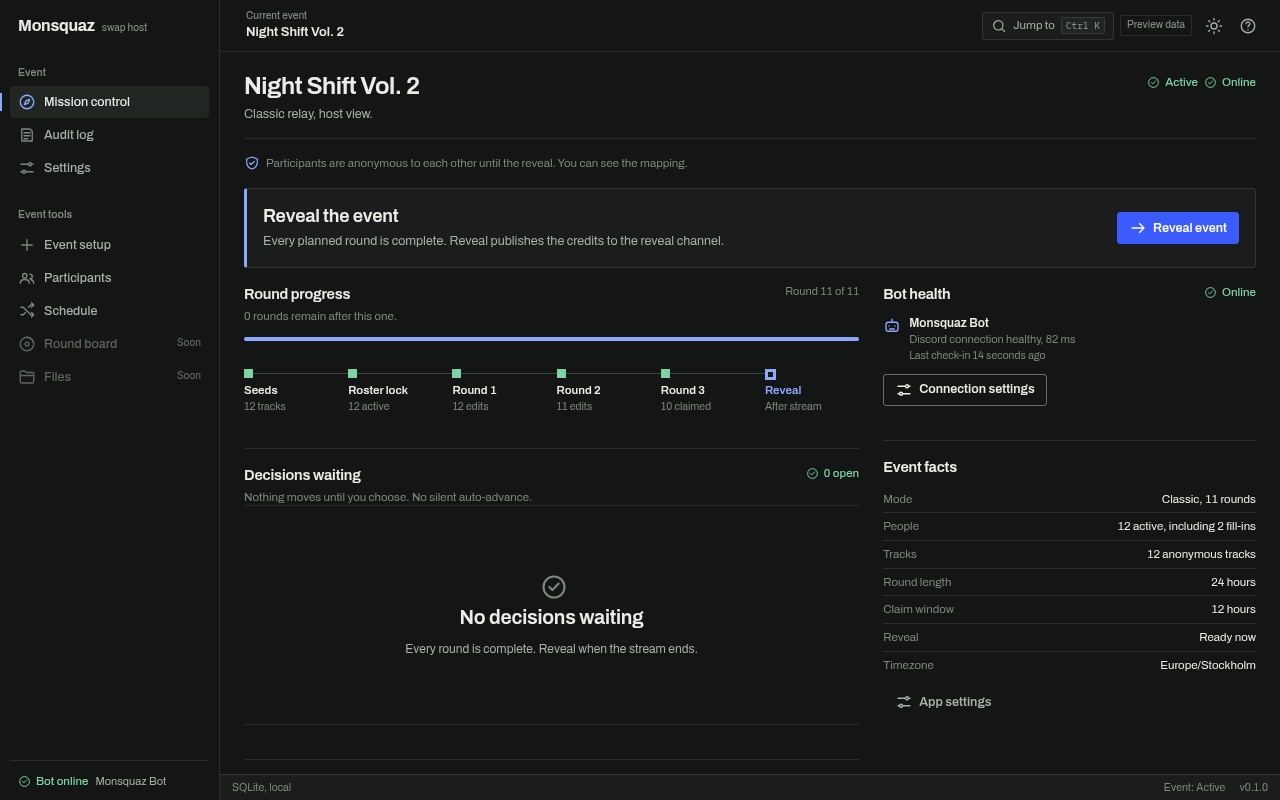 Monsquaz swap host
Event
Mission control
Audit log
Settings
Event tools
Event setup
Participants
Schedule
Round board Soon
Files Soon
Bot online Monsquaz Bot
Current event
Night Shift Vol. 2
Jump to Ctrl K
Preview data
Night Shift Vol. 2
Active Online
Classic relay, host view.
Participants are anonymous to each other until the reveal. You can see the mapping.
Reveal the event
Every planned round is complete. Reveal publishes the credits to the reveal channel.
Reveal event
Round progress
Round 11 of 11
0 rounds remain after this one.
Seeds
12 tracks
Roster lock
12 active
Round 1
12 edits
Round 2
11 edits
Round 3
10 claimed
Reveal
After stream
Decisions waiting
0 open
Nothing moves until you choose. No silent auto-advance.
No decisions waiting
Every round is complete. Reveal when the stream ends.
Bot health
Online
Monsquaz Bot
Discord connection healthy, 82 ms
Last check-in 14 seconds ago
Connection settings
Event facts
Mode Classic, 11 rounds
People 12 active, including 2 fill-ins
Tracks 12 anonymous tracks
Round length 24 hours
Claim window 12 hours
Reveal Ready now
Timezone Europe/Stockholm
App settings
SQLite, local
Event: Active v0.1.0